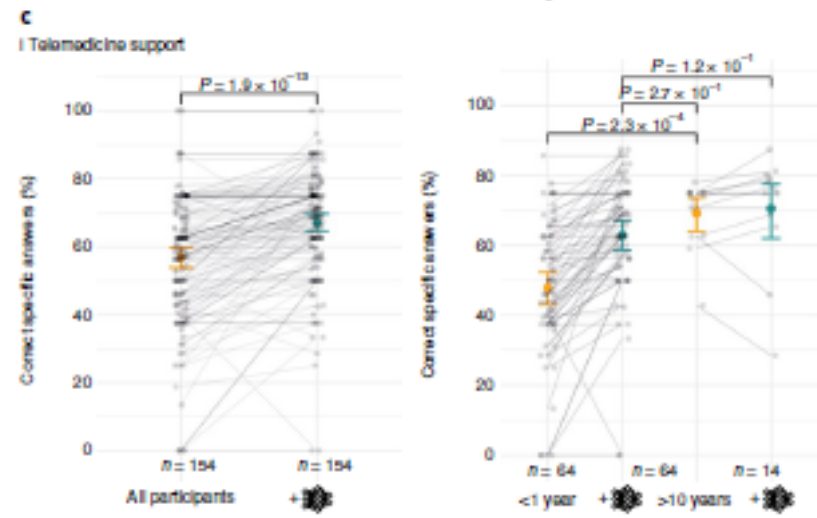 c
I Telemedicine support
P = 1.9 × 10⁻¹³
100
80
60
40
20
0
Correct specific answers (%)
n = 154
n = 154
All participants
+
P = 1.2 × 10⁻¹
P = 2.7 × 10⁻¹
P = 2.3 × 10⁻⁴
100
80
60
40
20
0
Correct specific answers (%)
n = 64
n = 64
n = 14
<1 year
+
>10 years
+